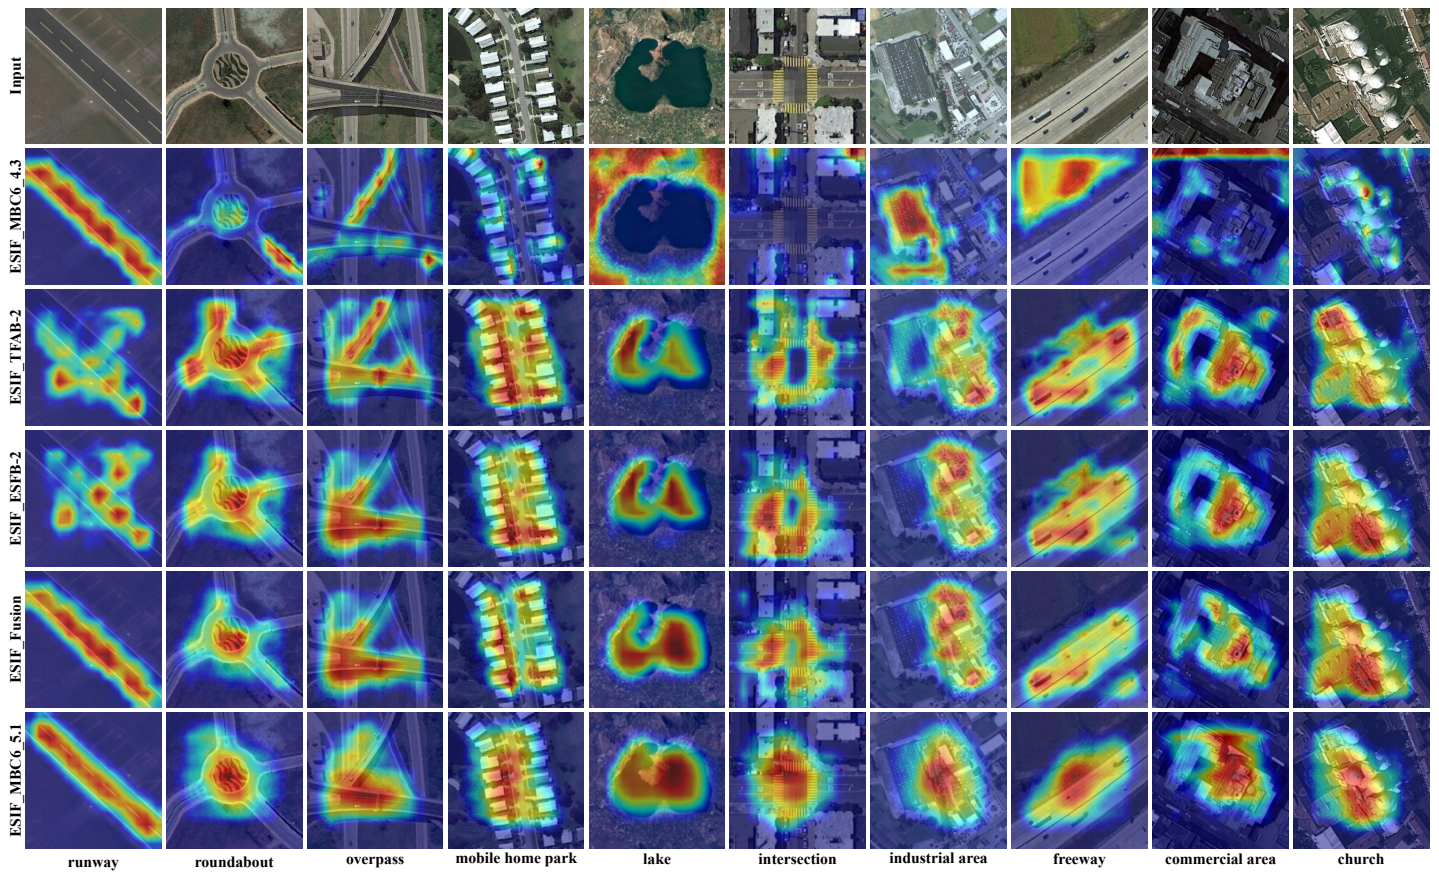 Input
ESIF_MBC6_4.3
ESIF_TFAB-2
ESIF_ESFB-2
ESIF_Fusion
ESIF_MBC6_5.1
runway
roundabout
overpass
mobile home park
lake
intersection
industrial area
freeway
commercial area
church